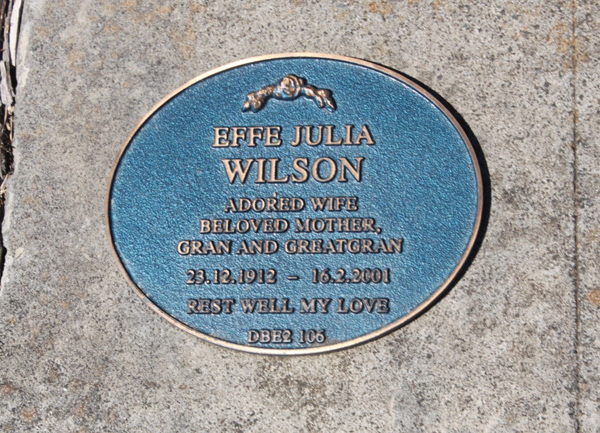 EFFE JULIA
WILSON
ADORED WIFE
BELOVED MOTHER,
GRAN AND GREATGRAN
23.12.1912 - 16.2.2001
REST WELL MY LOVE
DBE2 106